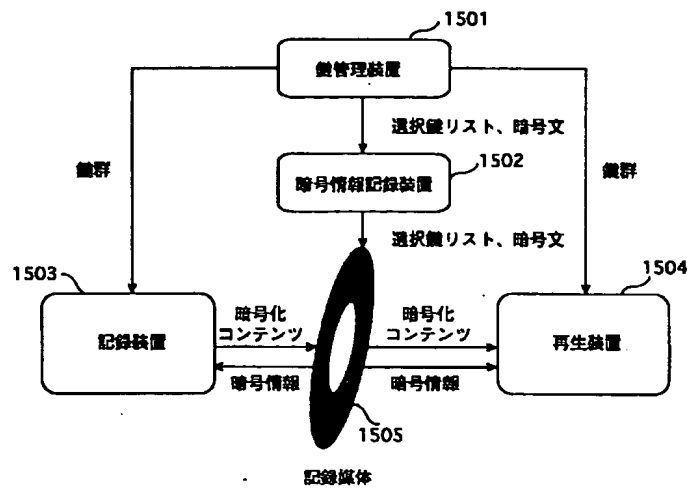 1501
鍵管理装置
選択鍵リスト、暗号文
鍵群
1502
鍵群
暗号情報記録装置
選択鍵リスト、暗号文
1503
1504
記録装置
暗号化
コンテンツ
暗号化
コンテンツ
再生装置
暗号情報
暗号情報
1505
記録媒体